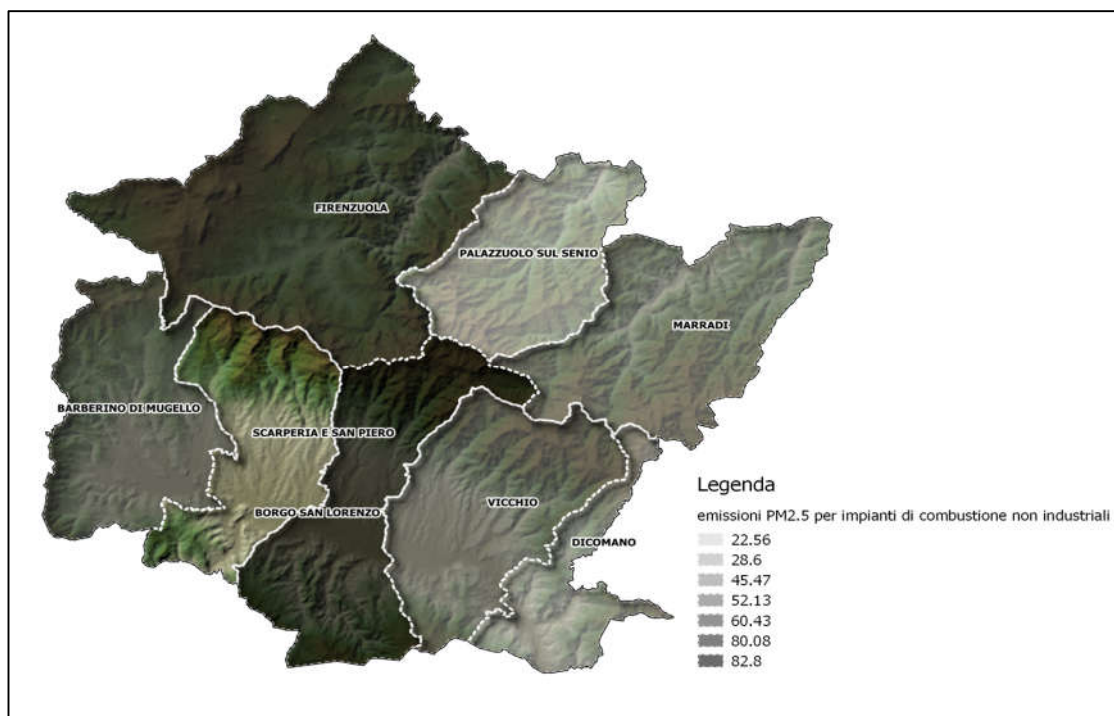 FIRENZUOLA
PALAZZUOLO SUL SENIO
MARRADI
BARBERINO DI MUGELLO
SCARPERIA E SAN PIERO
VICCHIO
BORGO SAN LORENZO
DICOMANO
Legenda
emissioni PM2.5 per impianti di combustione non industriali
22.56
28.6
45.47
52.13
60.43
80.08
82.8